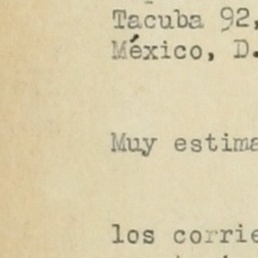 Tacuba 92,
México, D.
Muy estima
los corrie